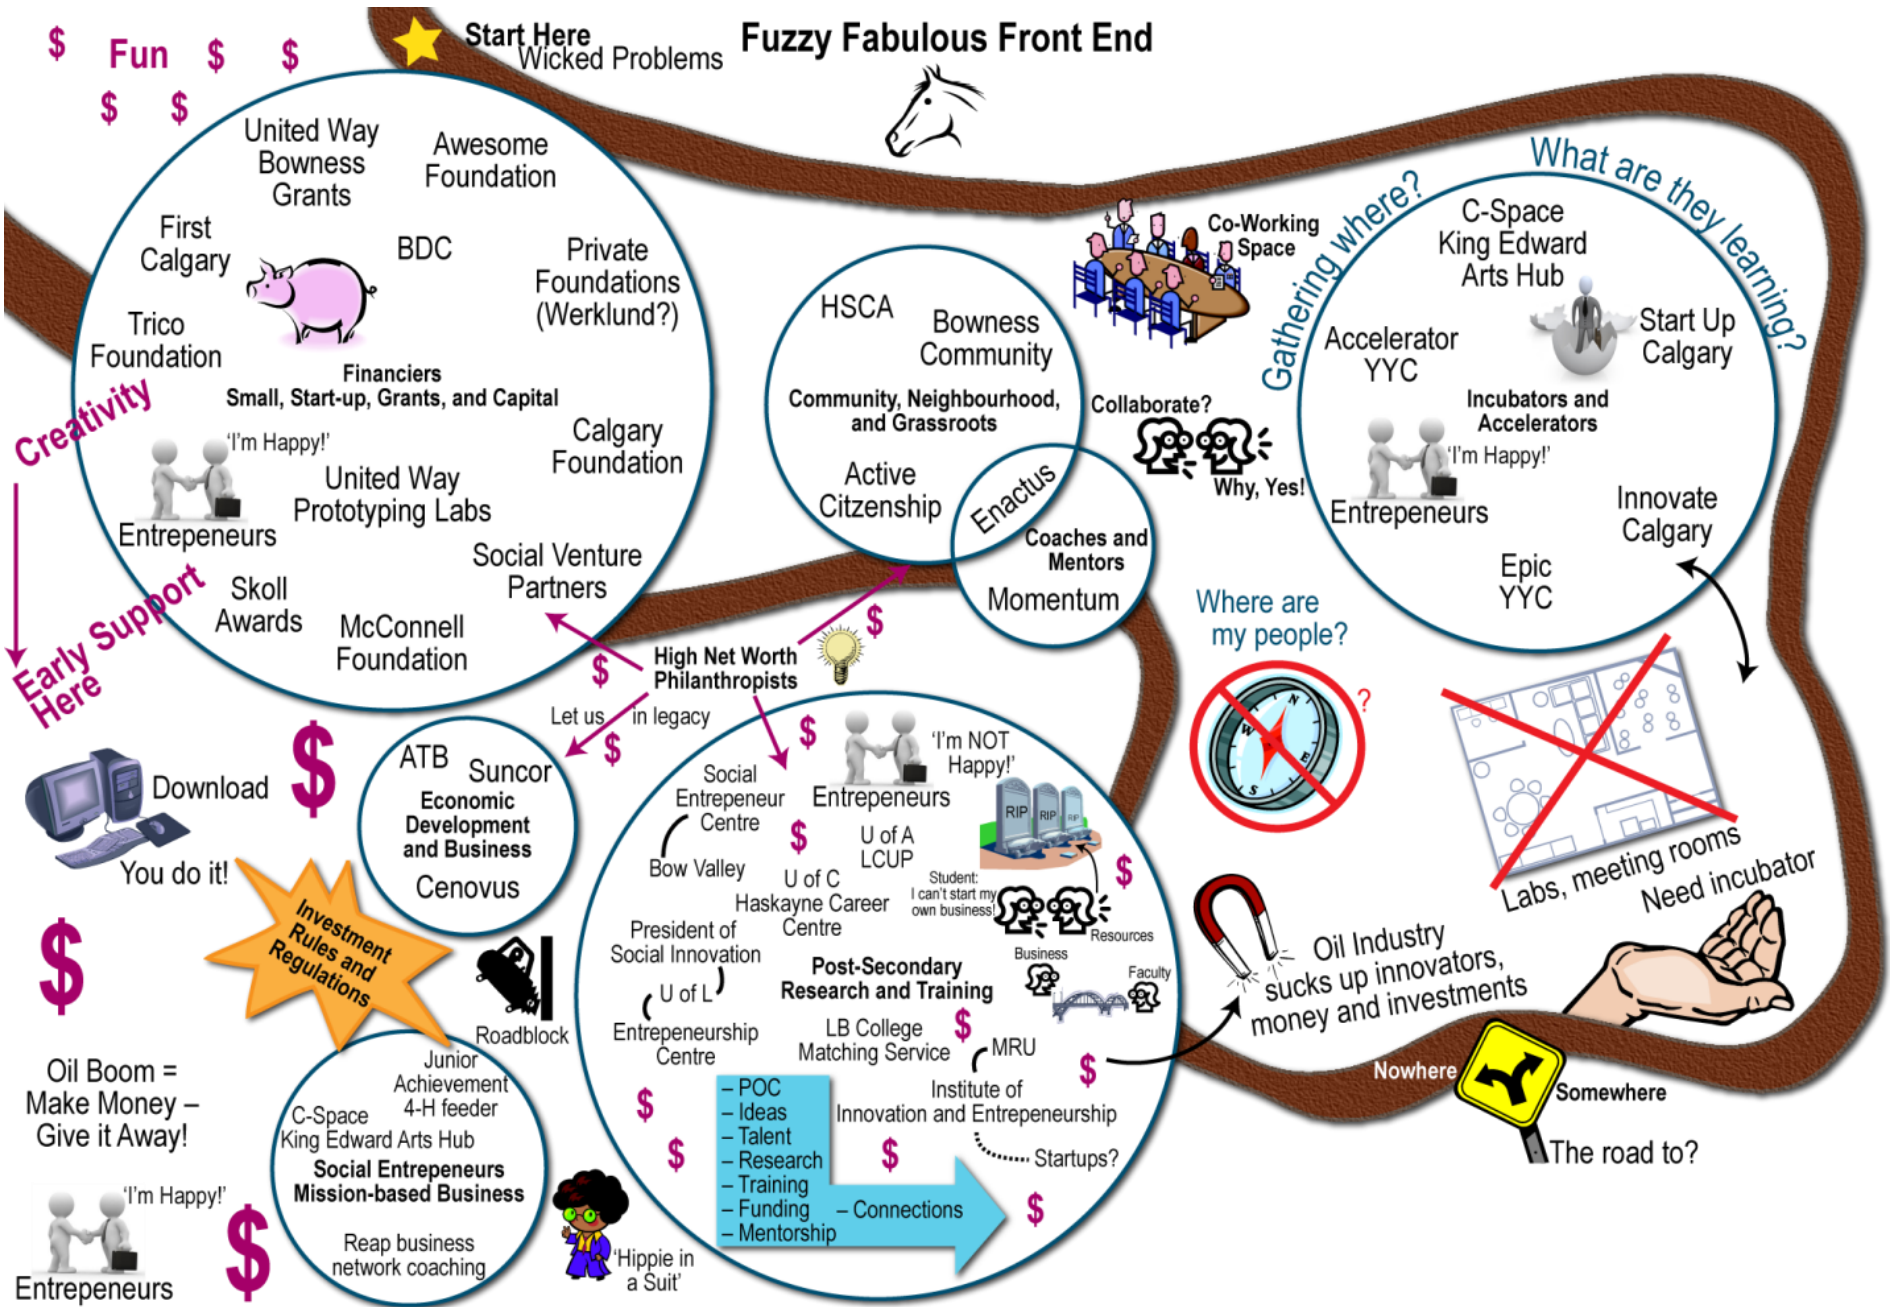 Fun
$
$
$
$
$
Start Here
Wicked Problems
Fuzzy Fabulous Front End
United Way
Bowness
Grants
Awesome
Foundation
First
Calgary
BDC
Private
Foundations
(Werklund?)
Trico
Foundation
Financiers
Small, Start-up, Grants, and Capital
'I'm Happy!'
Entrepeneurs
United Way
Prototyping Labs
Calgary
Foundation
Social Venture
Partners
Skoll
Awards
McConnell
Foundation
Creativity
Early Support
Here
HSCA
Bowness
Community
Community, Neighbourhood,
and Grassroots
Active
Citzenship
Enactus
Coaches and
Mentors
Momentum
Co-Working
Space
Collaborate?
Why, Yes!
Gathering where?
What are they learning?
C-Space
King Edward
Arts Hub
Accelerator
YYC
Start Up
Calgary
Incubators and
Accelerators
'I'm Happy!'
Entrepeneurs
Innovate
Calgary
Epic
YYC
Where are
my people?
N
W
E
S
?
Labs, meeting rooms
Need incubator
High Net Worth
Philanthropists
$
$
$
$
Let us in legacy
Download
You do it!
$
$
ATB
Suncor
Economic
Development
and Business
Cenovus
Investment
Rules and
Regulations
Roadblock
Oil Boom =
Make Money –
Give it Away!
'I'm Happy!'
Entrepeneurs
$
Junior
Achievement
4-H feeder
C-Space
King Edward Arts Hub
Social Entrepeneurs
Mission-based Business
Reap business
network coaching
'Hippie in
a Suit'
'I'm NOT
Happy!'
Entrepeneurs
Social
Entrepeneur
Centre
Bow Valley
$
U of A
LCUP
RIP
RIP
RIP
$
Student:
I can't start my
own business!
Resources
U of C
Haskayne Career
Centre
President of
Social Innovation
U of L
Entrepeneurship
Centre
Business
Faculty
Post-Secondary
Research and Training
LB College
Matching Service
$
MRU
$
Institute of
Innovation and Entrepeneurship
Startups?
$
$
$
$
– POC
– Ideas
– Talent
– Research
– Training
– Funding
– Mentorship
– Connections
Oil Industry
sucks up innovators,
money and investments
Nowhere
Somewhere
The road to?